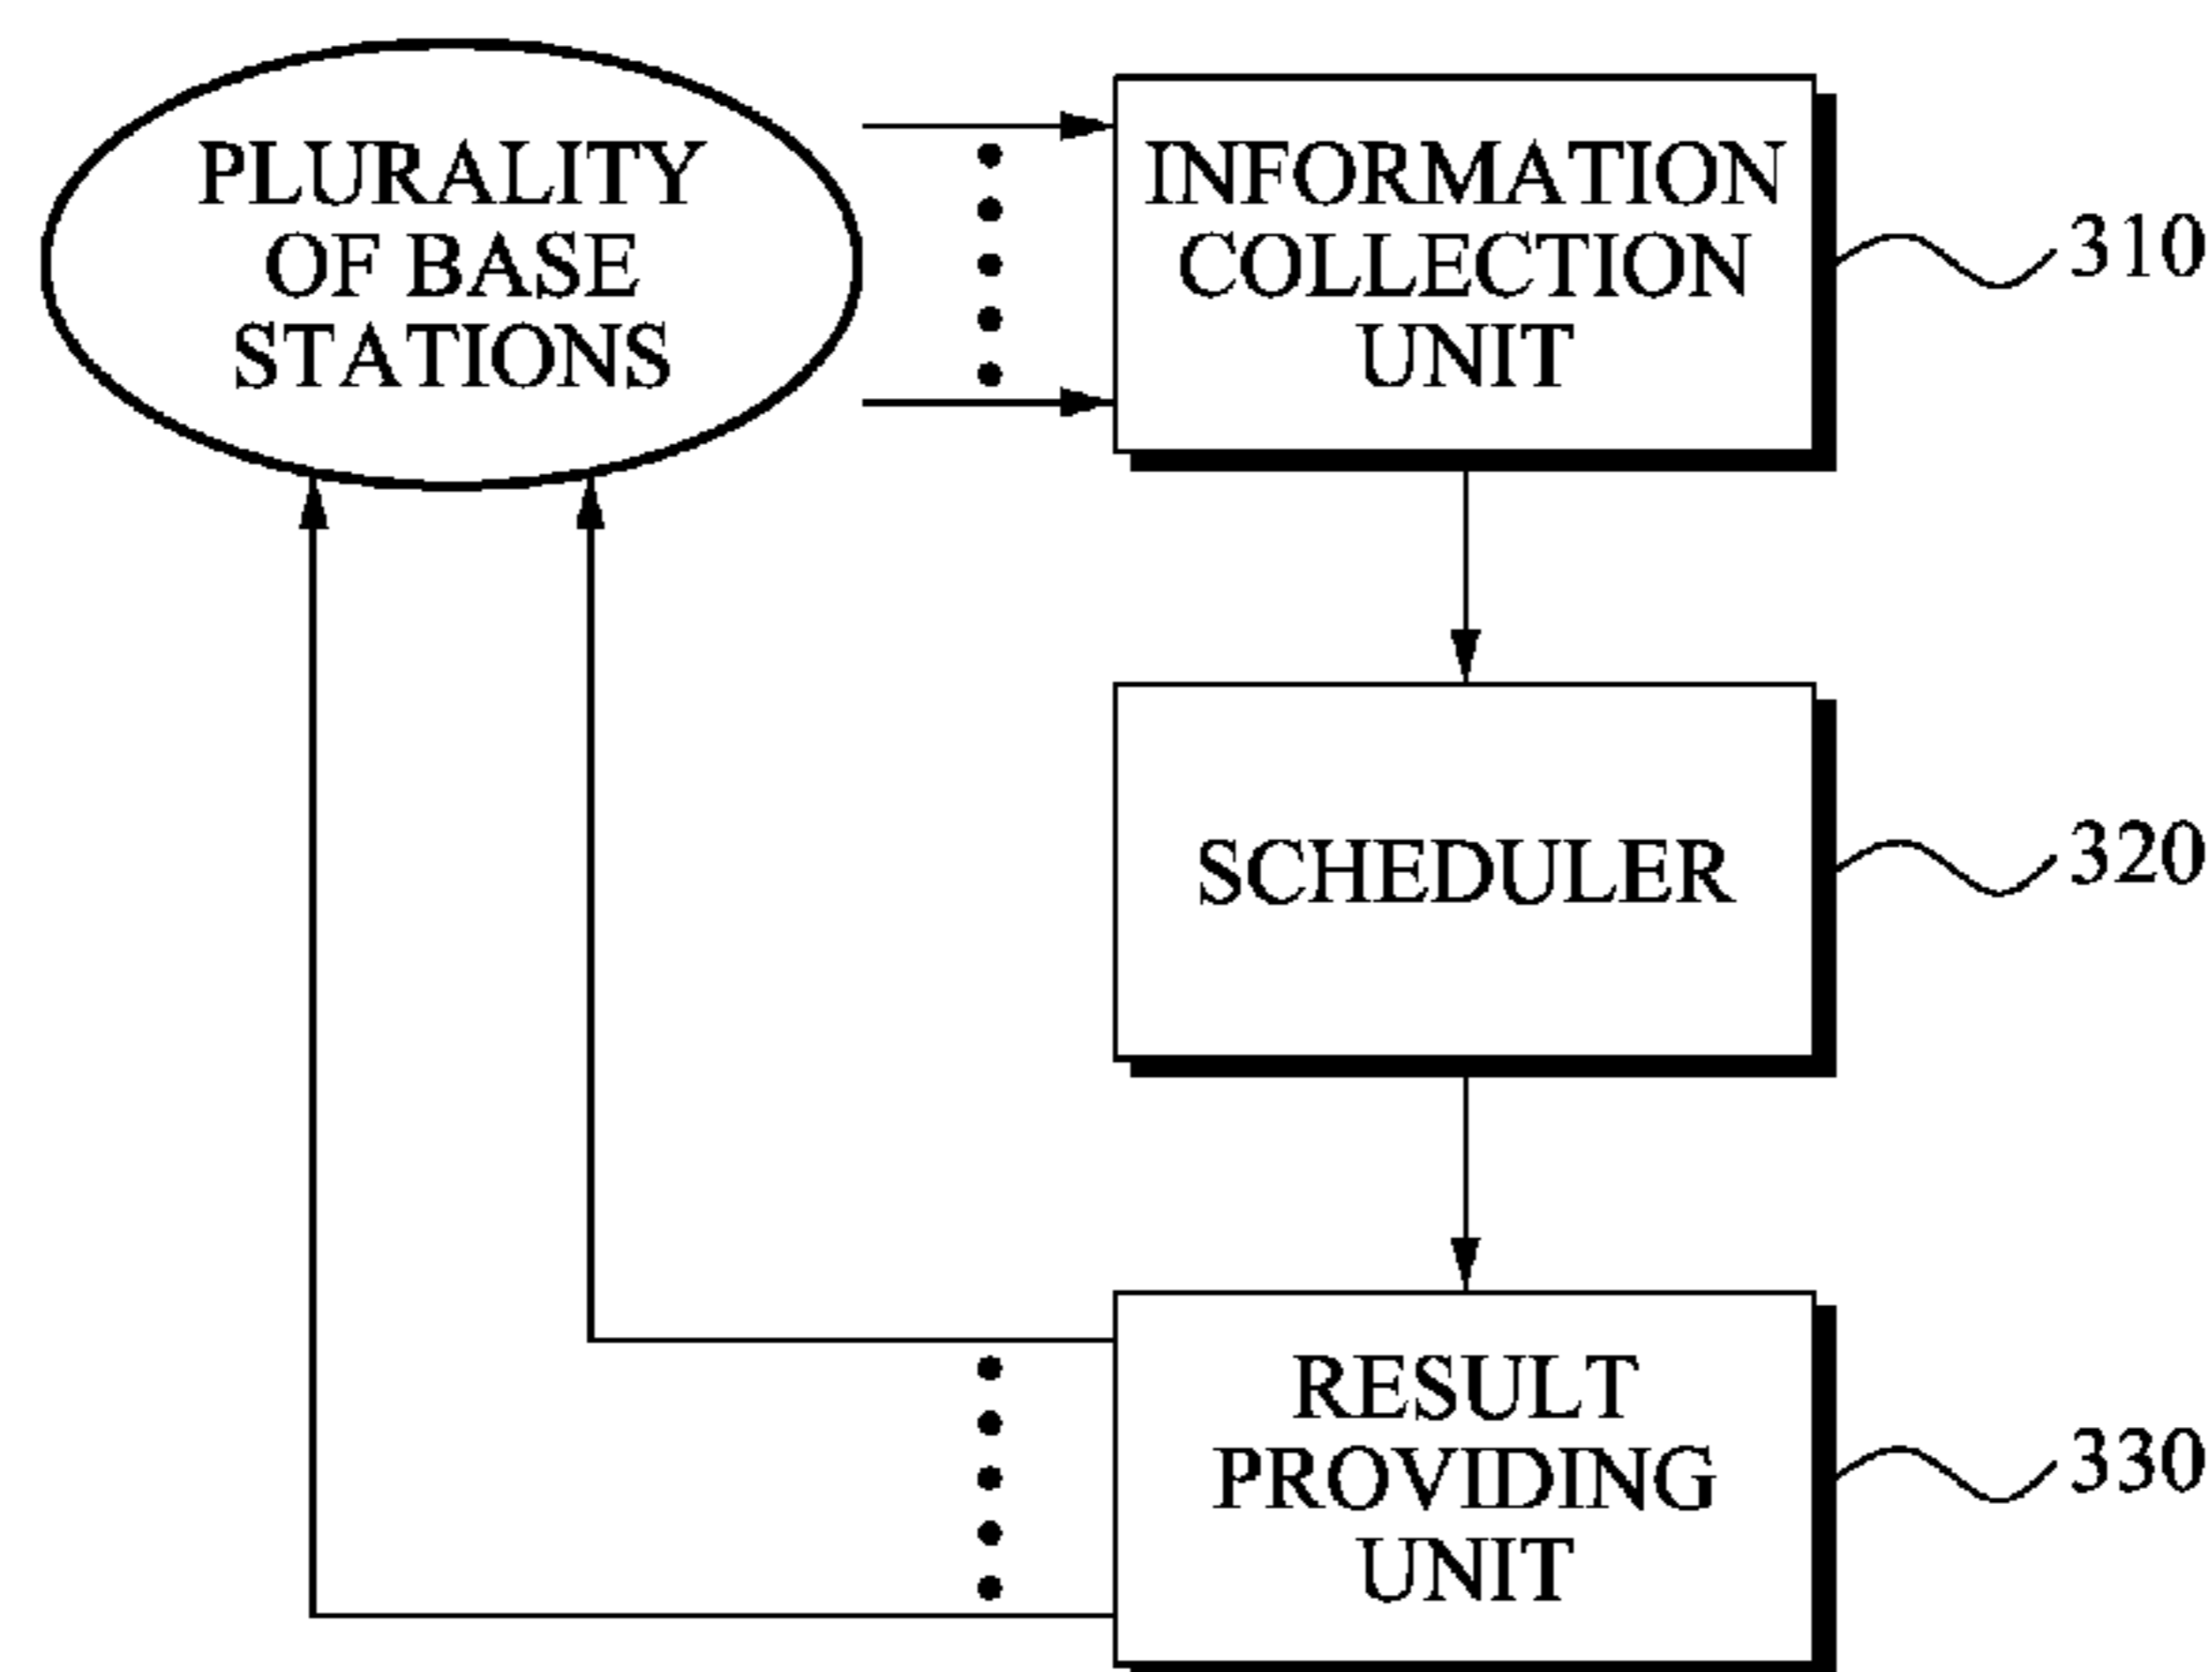 PLURALITY
OF BASE
STATIONS
INFORMATION
COLLECTION
UNIT
310
SCHEDULER
320
RESULT
PROVIDING
UNIT
330